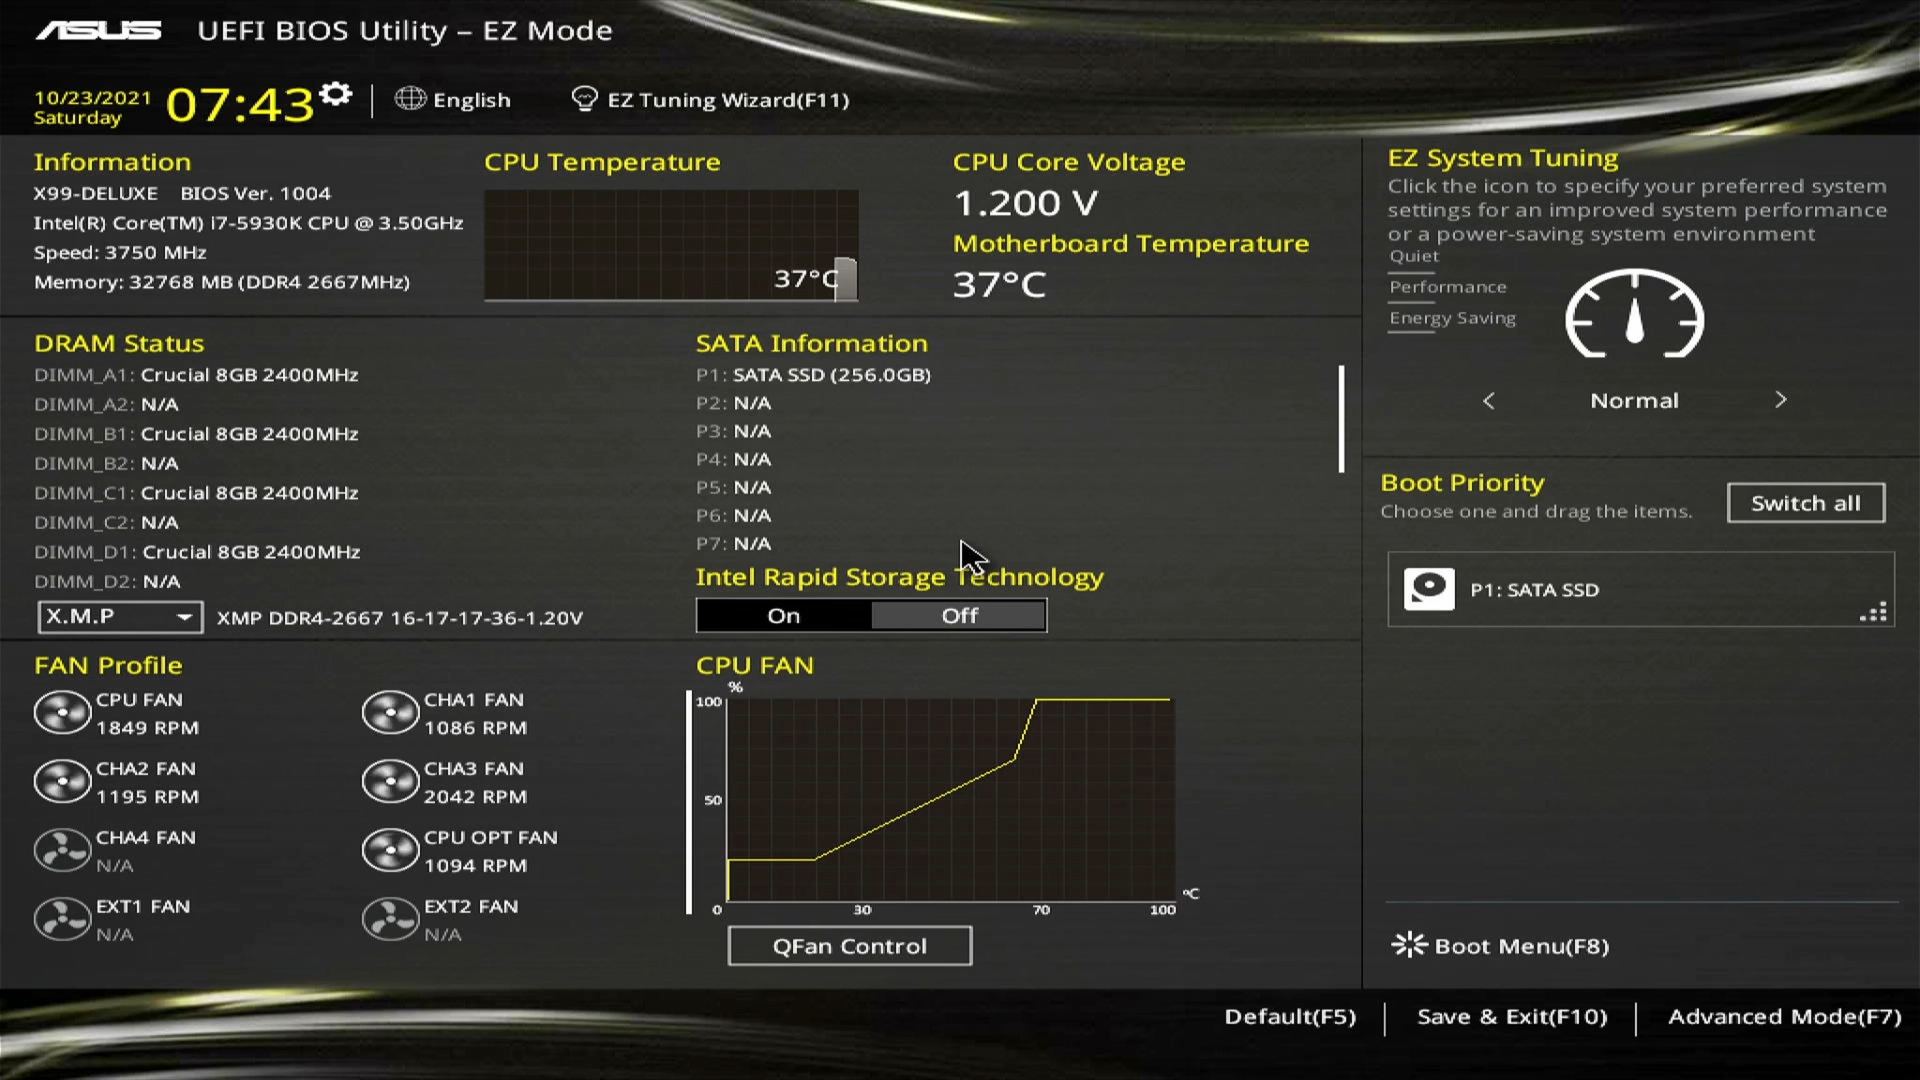 ASUS UEFI BIOS Utility – EZ Mode
10/23/2021
Saturday
07:43
English
EZ Tuning Wizard(F11)
Information
X99-DELUXE BIOS Ver. 1004
Intel(R) Core(TM) i7-5930K CPU @ 3.50GHz
Speed: 3750 MHz
Memory: 32768 MB (DDR4 2667MHz)
CPU Temperature
37°C
CPU Core Voltage
1.200 V
Motherboard Temperature
37°C
EZ System Tuning
Click the icon to specify your preferred system
settings for an improved system performance
or a power-saving system environment
Quiet
Performance
Energy Saving
< Normal >
DRAM Status
DIMM_A1: Crucial 8GB 2400MHz
DIMM_A2: N/A
DIMM_B1: Crucial 8GB 2400MHz
DIMM_B2: N/A
DIMM_C1: Crucial 8GB 2400MHz
DIMM_C2: N/A
DIMM_D1: Crucial 8GB 2400MHz
DIMM_D2: N/A
X.M.P XMP DDR4-2667 16-17-17-36-1.20V
SATA Information
P1: SATA SSD (256.0GB)
P2: N/A
P3: N/A
P4: N/A
P5: N/A
P6: N/A
P7: N/A
Intel Rapid Storage Technology
On Off
Boot Priority
Choose one and drag the items.
Switch all
P1: SATA SSD
FAN Profile
CPU FAN
1849 RPM
CHA1 FAN
1086 RPM
CHA2 FAN
1195 RPM
CHA3 FAN
2042 RPM
CHA4 FAN
N/A
CPU OPT FAN
1094 RPM
EXT1 FAN
N/A
EXT2 FAN
N/A
CPU FAN
%
100
50
0 30 70 100
°C
QFan Control
Boot Menu(F8)
Default(F5) Save & Exit(F10) Advanced Mode(F7)